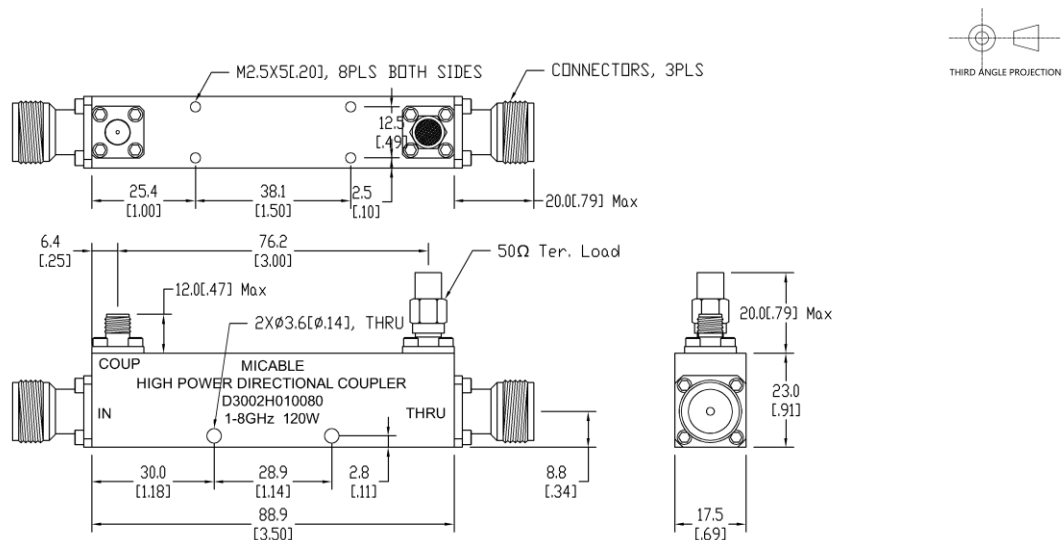 THIRD ANGLE PROJECTION
M2.5X5[.20], 8PLS BOTH SIDES
CONNECTORS, 3PLS
12.5
[.49]
25.4
[1.00]
38.1
[1.50]
2.5
[.10]
20.0[.79] Max
6.4
[.25]
76.2
[3.00]
50Ω Ter. Load
12.0[.47] Max
2XØ3.6[Ø.14], THRU
20.0[.79] Max
COUP
MICABLE
HIGH POWER DIRECTIONAL COUPLER
D3002H010080
IN
1-8GHz 120W
THRU
23.0
[.91]
30.0
[1.18]
28.9
[1.14]
2.8
[.11]
8.8
[.34]
88.9
[3.50]
17.5
[.69]